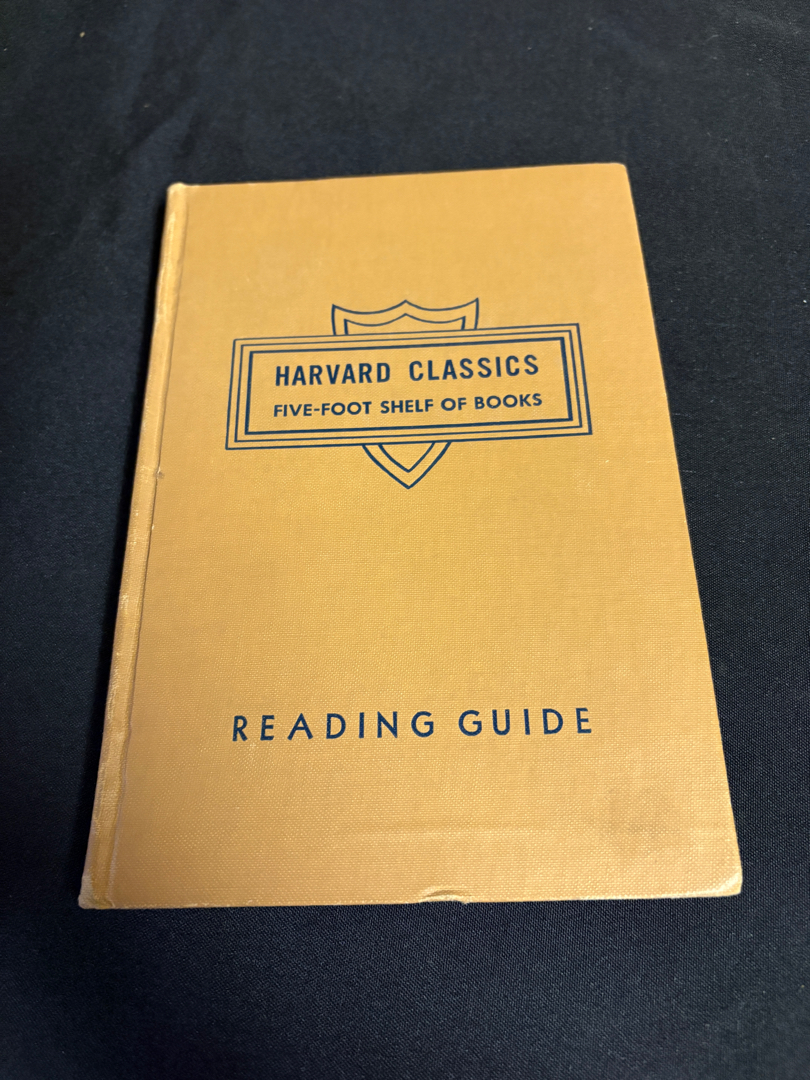 HARVARD CLASSICS
FIVE-FOOT SHELF OF BOOKS
READING GUIDE